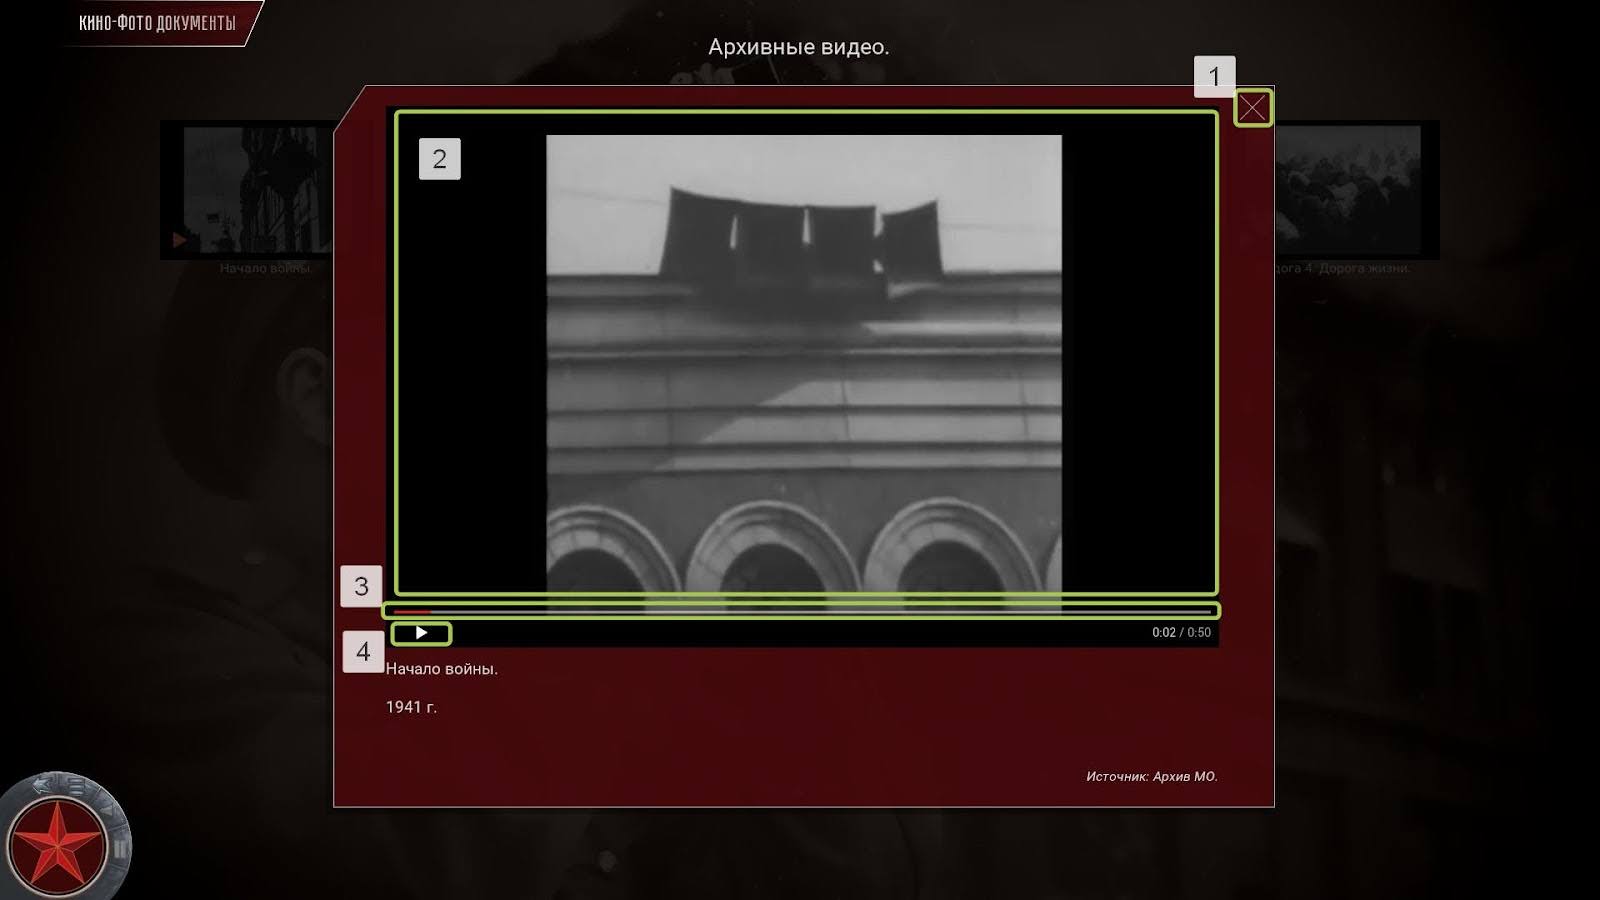 КИНО-ФОТО ДОКУМЕНТЫ
Архивные видео.
1
2
Начало войны.
дога 4. Дорога жизни.
3
0:02 / 0:50
4
Начало войны.
1941 г.
Источник: Архив МО.